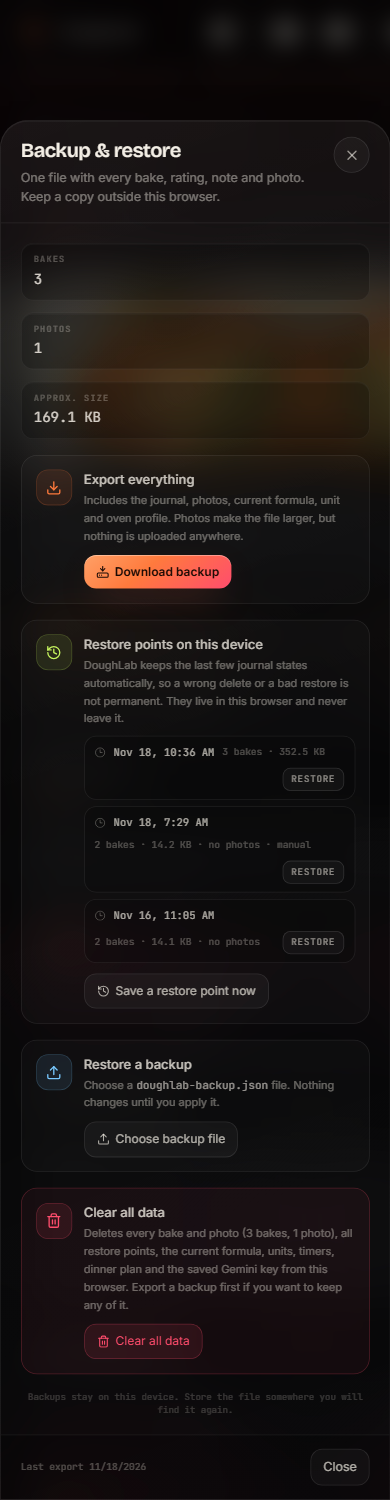 Backup & restore
One file with every bake, rating, note and photo.
Keep a copy outside this browser.
BAKES
3
PHOTOS
1
APPROX. SIZE
169.1 KB
Export everything
Includes the journal, photos, current formula, unit
and oven profile. Photos make the file larger, but
nothing is uploaded anywhere.
Download backup
Restore points on this device
DoughLab keeps the last few journal states
automatically, so a wrong delete or a bad restore is
not permanent. They live in this browser and never
leave it.
Nov 18, 10:36 AM 3 bakes · 352.5 KB
RESTORE
Nov 18, 7:29 AM
2 bakes · 14.2 KB · no photos · manual
RESTORE
Nov 16, 11:05 AM
2 bakes · 14.1 KB · no photos RESTORE
Save a restore point now
Restore a backup
Choose a doughlab-backup.json file. Nothing
changes until you apply it.
Choose backup file
Clear all data
Deletes every bake and photo (3 bakes, 1 photo), all
restore points, the current formula, units, timers,
dinner plan and the saved Gemini key from this
browser. Export a backup first if you want to keep
any of it.
Clear all data
Backups stay on this device. Store the file somewhere you will
find it again.
Last export 11/18/2026 Close